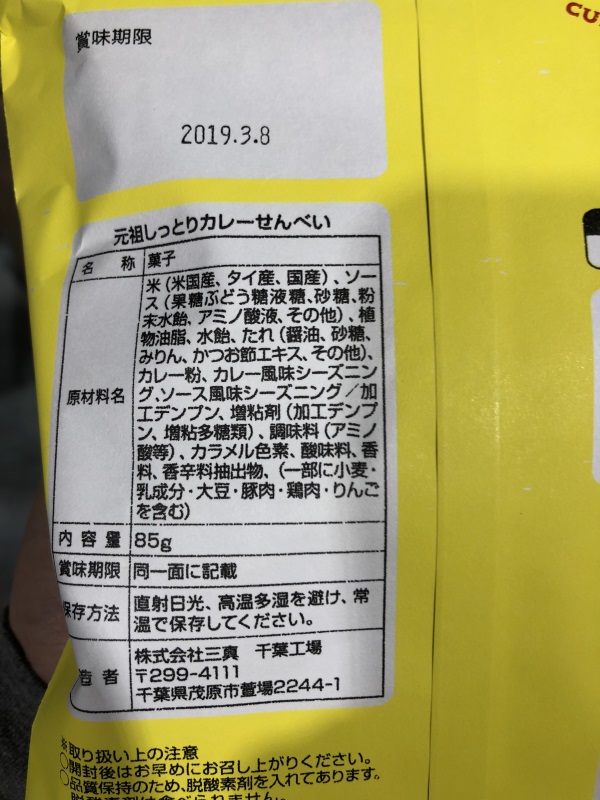 賞味期限
2019.3.8
元祖しっとりカレーせんべい
名 称 菓子
原材料名
米(米国産、タイ産、国産)、ソー
ス(果糖ぶどう糖液糖、砂糖、粉
末水飴、アミノ酸液、その他)、植
物油脂、水飴、たれ(醤油、砂糖、
みりん、かつお節エキス、その他)、
カレー粉、カレー風味シーズニン
グ、ソース風味シーズニング/加
工デンプン、増粘剤(加工デンプ
ン、増粘多糖類)、調味料(アミノ
酸等)、カラメル色素、酸味料、香
料、香辛料抽出物、(一部に小麦・
乳成分・大豆・豚肉・鶏肉・りんご
を含む)
内容量 85g
賞味期限 同一面に記載
保存方法 直射日光、高温多湿を避け、常
温で保存してください。
造者 株式会社三真 千葉工場
〒299-4111
千葉県茂原市萱場2244-1
※取り扱い上の注意
○開封後はお早めにお召し上がりください。
○品質保持のため、脱酸素剤を入れてあります。
脱酸素剤は食べられません。
CU